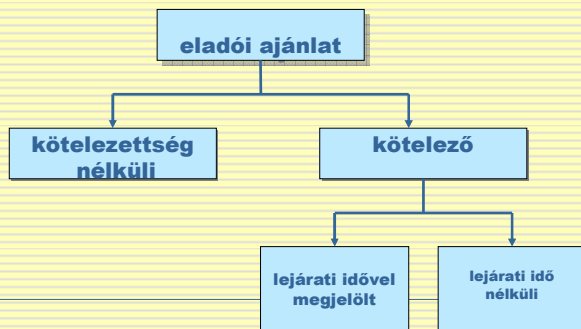 eladói ajánlat
kötelezettség
nélküli
kötelező
lejárati idővel
megjelölt
lejárati idő
nélküli